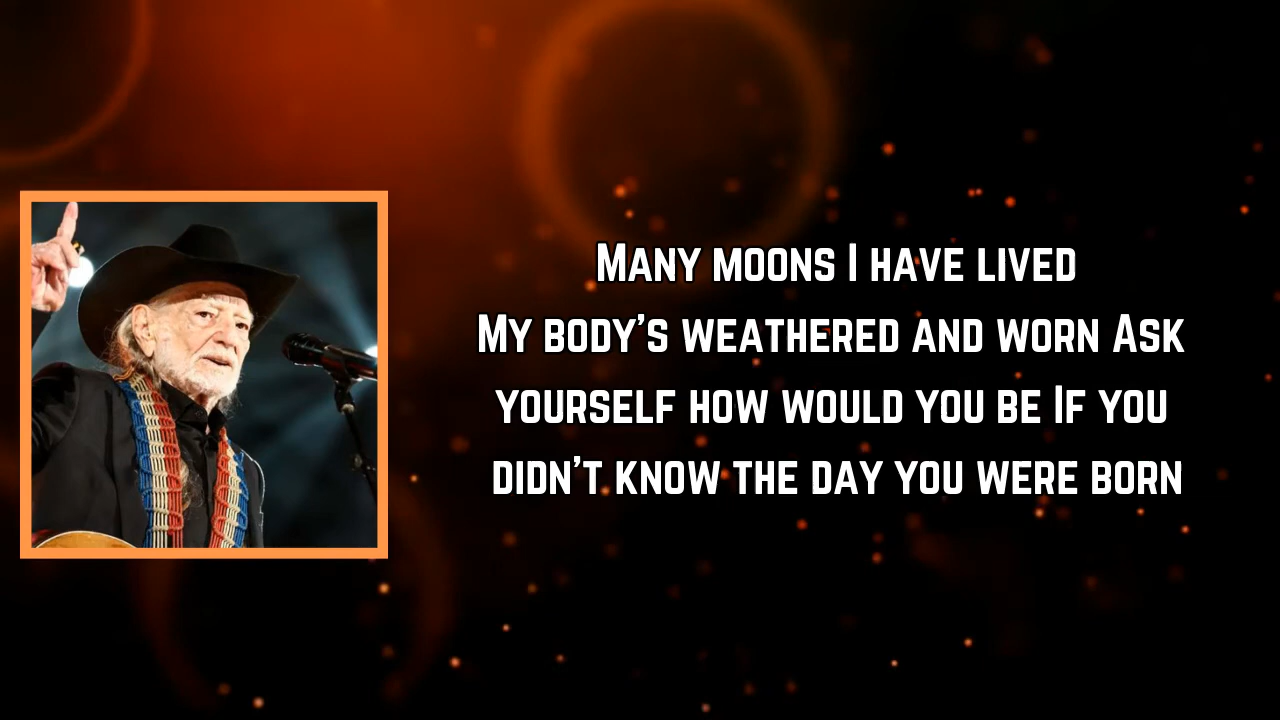 Many moons I have lived
My body's weathered and worn Ask
yourself how would you be If you
didn't know the day you were born